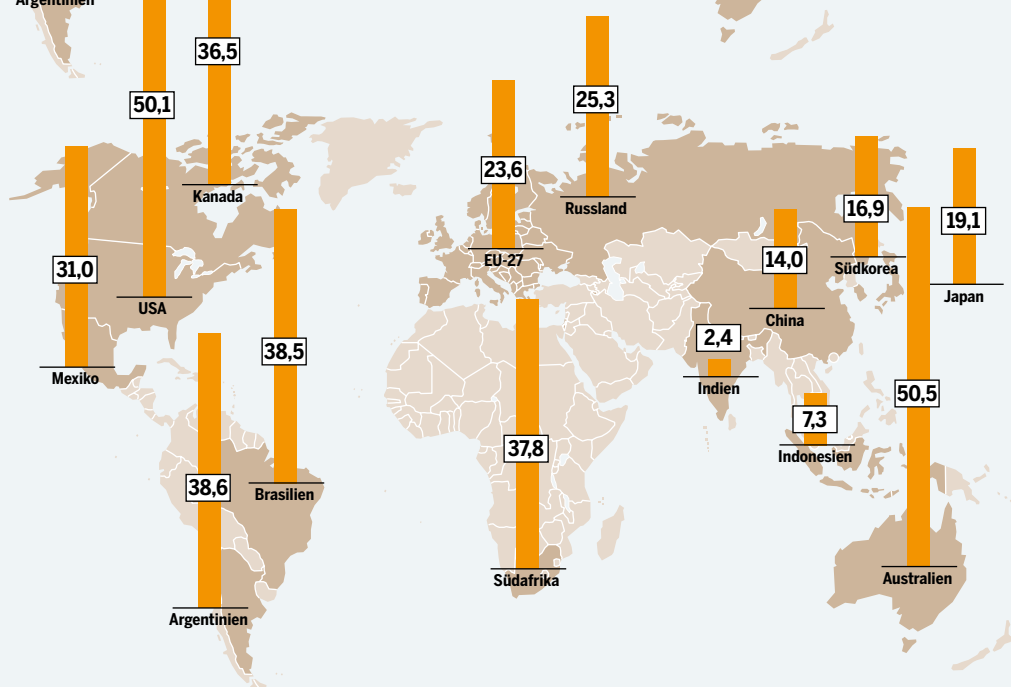 Argentinien
36,5
50,1
Kanada
25,3
23,6
Russland
16,9
19,1
31,0
EU-27
14,0
Südkorea
USA
Japan
China
2,4
38,5
Mexiko
Indien
50,5
7,3
37,8
Indonesien
38,6
Brasilien
Südafrika
Australien
Argentinien